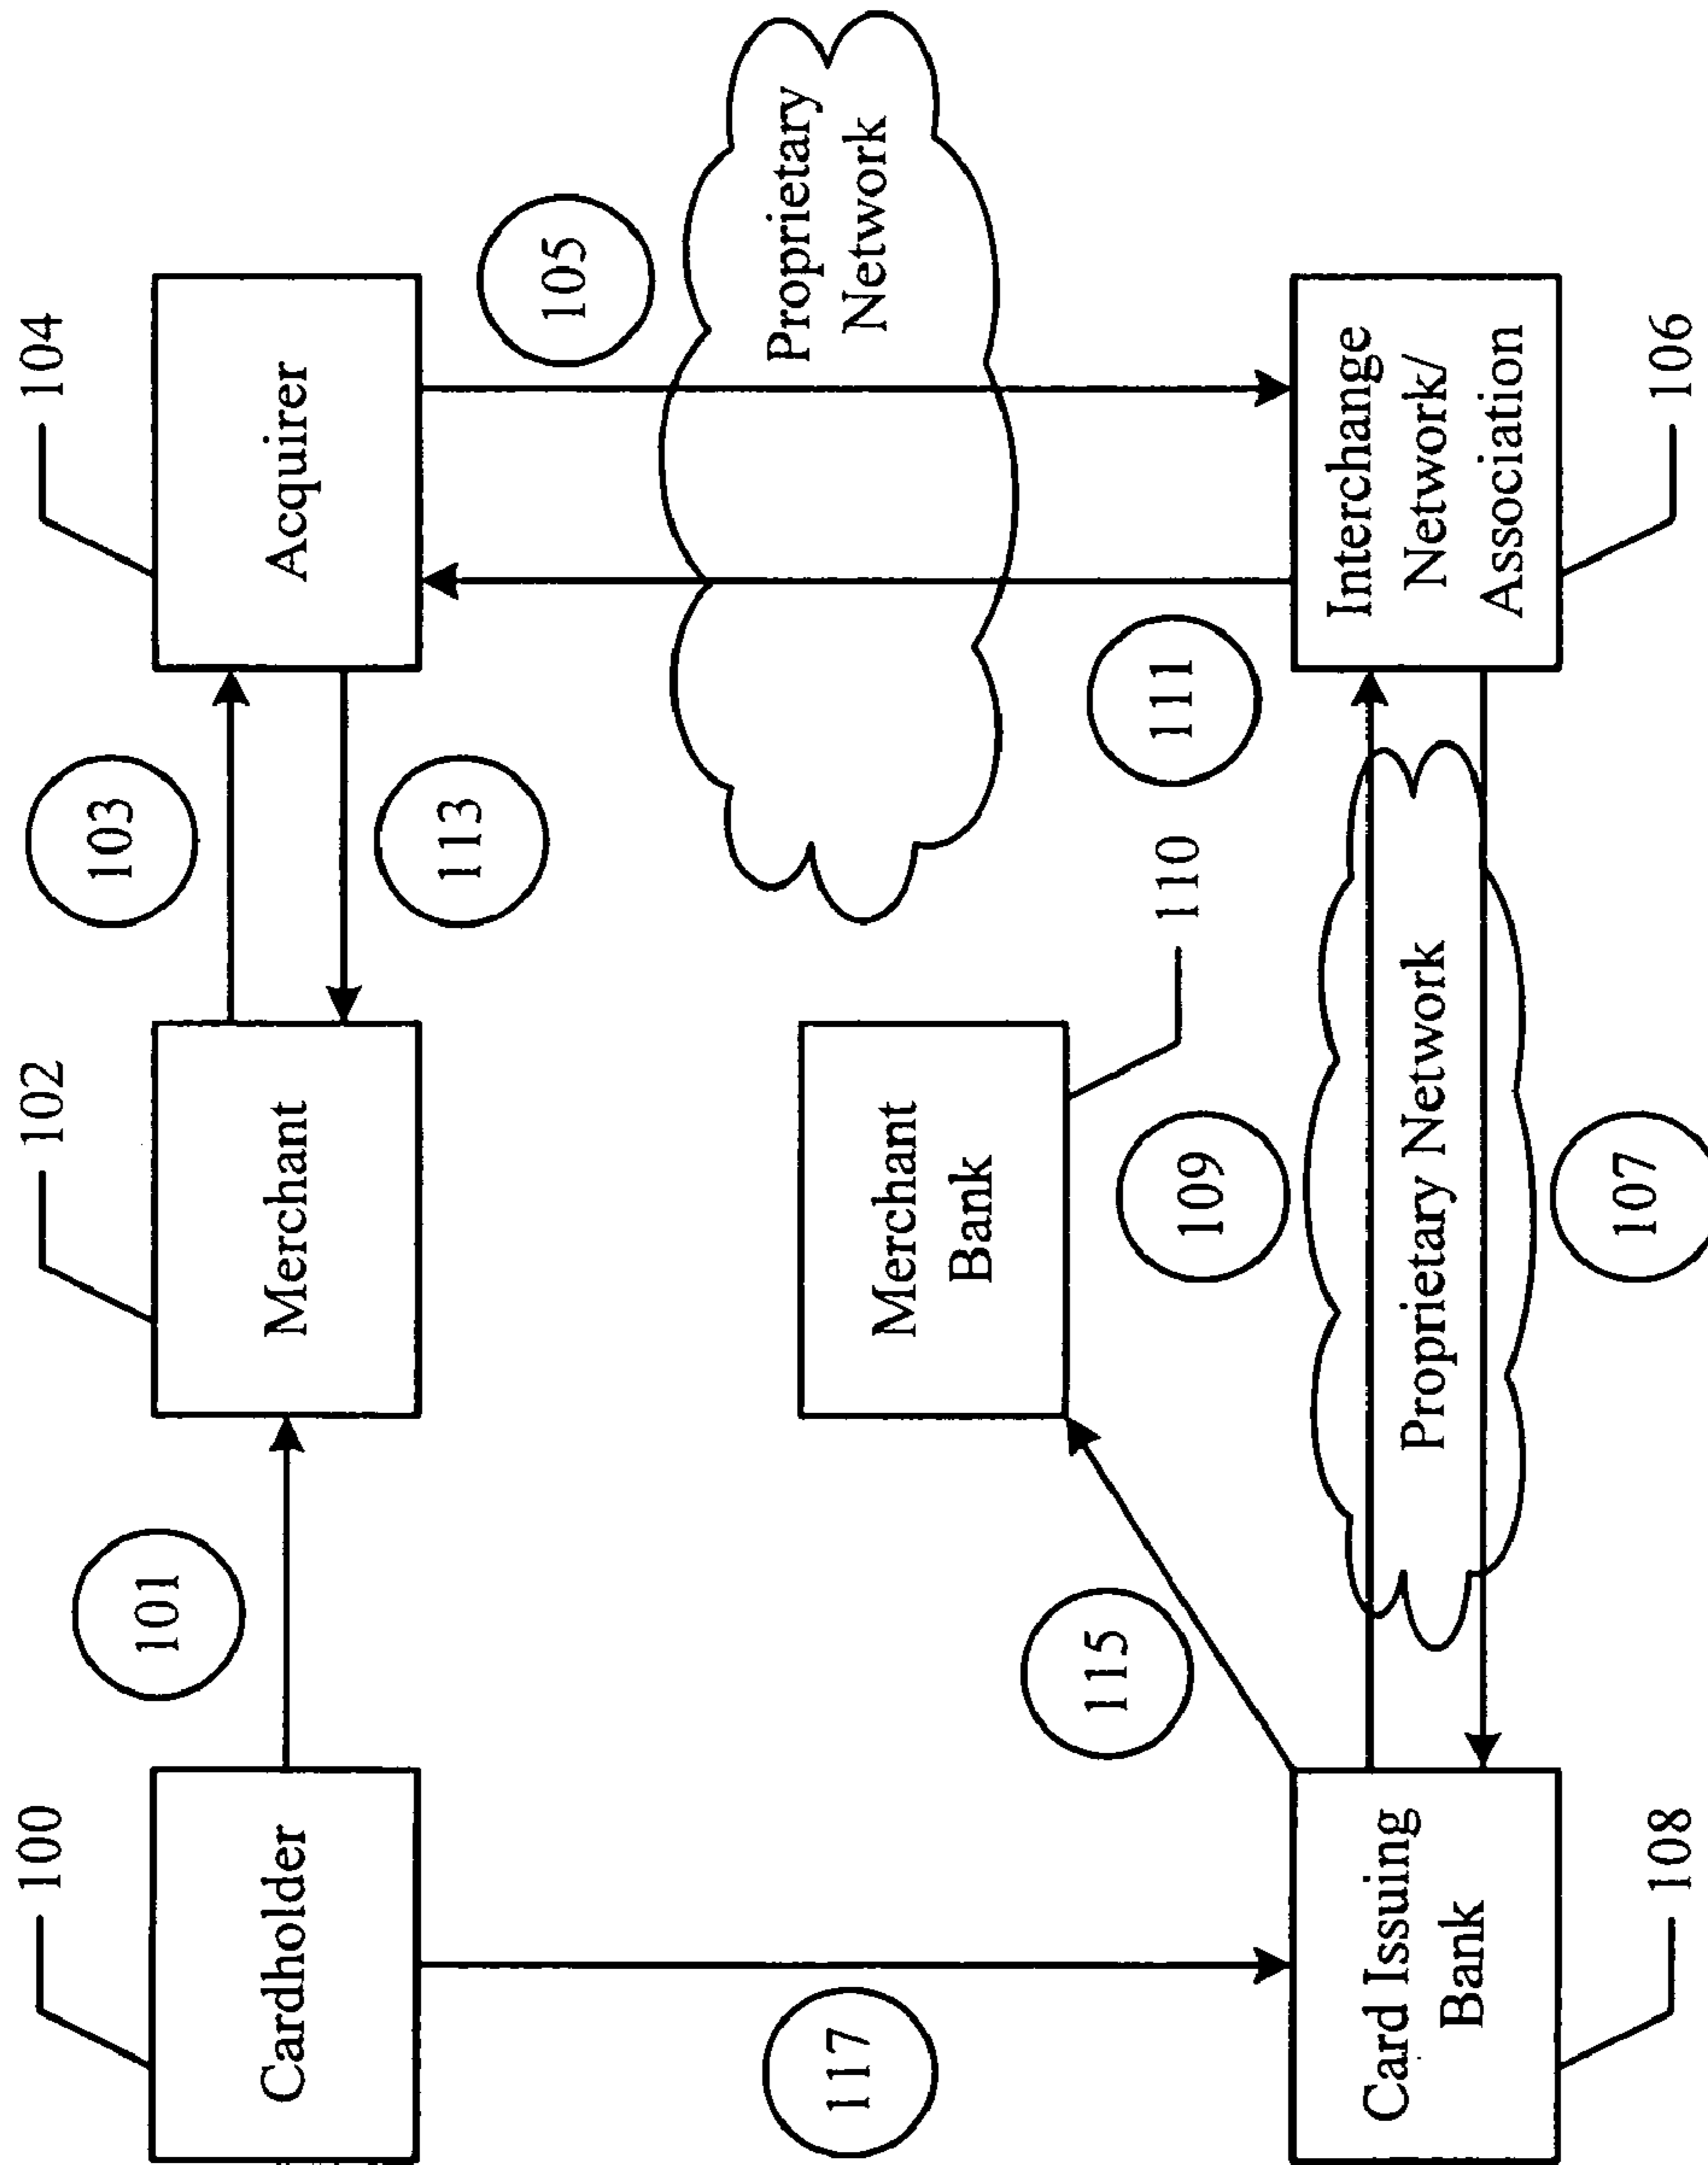 100
102
104
Cardholder
101
Merchant
103
Acquirer
113
117
105
Merchant
Bank
Proprietary
Network
115
110
109
111
Card Issuing
Bank
Proprietary Network
Interchange
Network/
Association
108
107
106